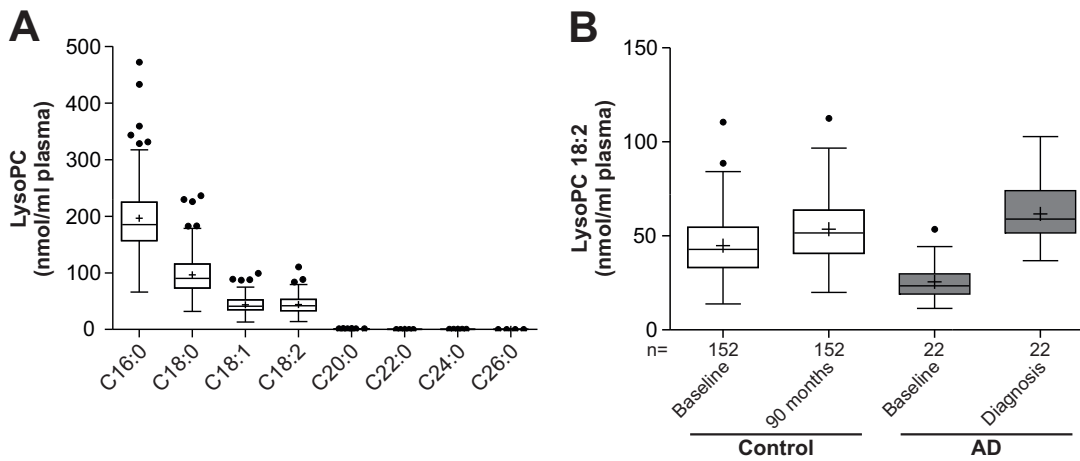 A
LysoPC
(nmol/ml plasma)
500
400
300
200
100
0
C16:0
C18:0
C18:1
C18:2
C20:0
C22:0
C24:0
C26:0
B
LysoPC 18:2
(nmol/ml plasma)
150
100
50
0
n= 152 152 22 22
Baseline
90 months
Baseline
Diagnosis
Control
AD